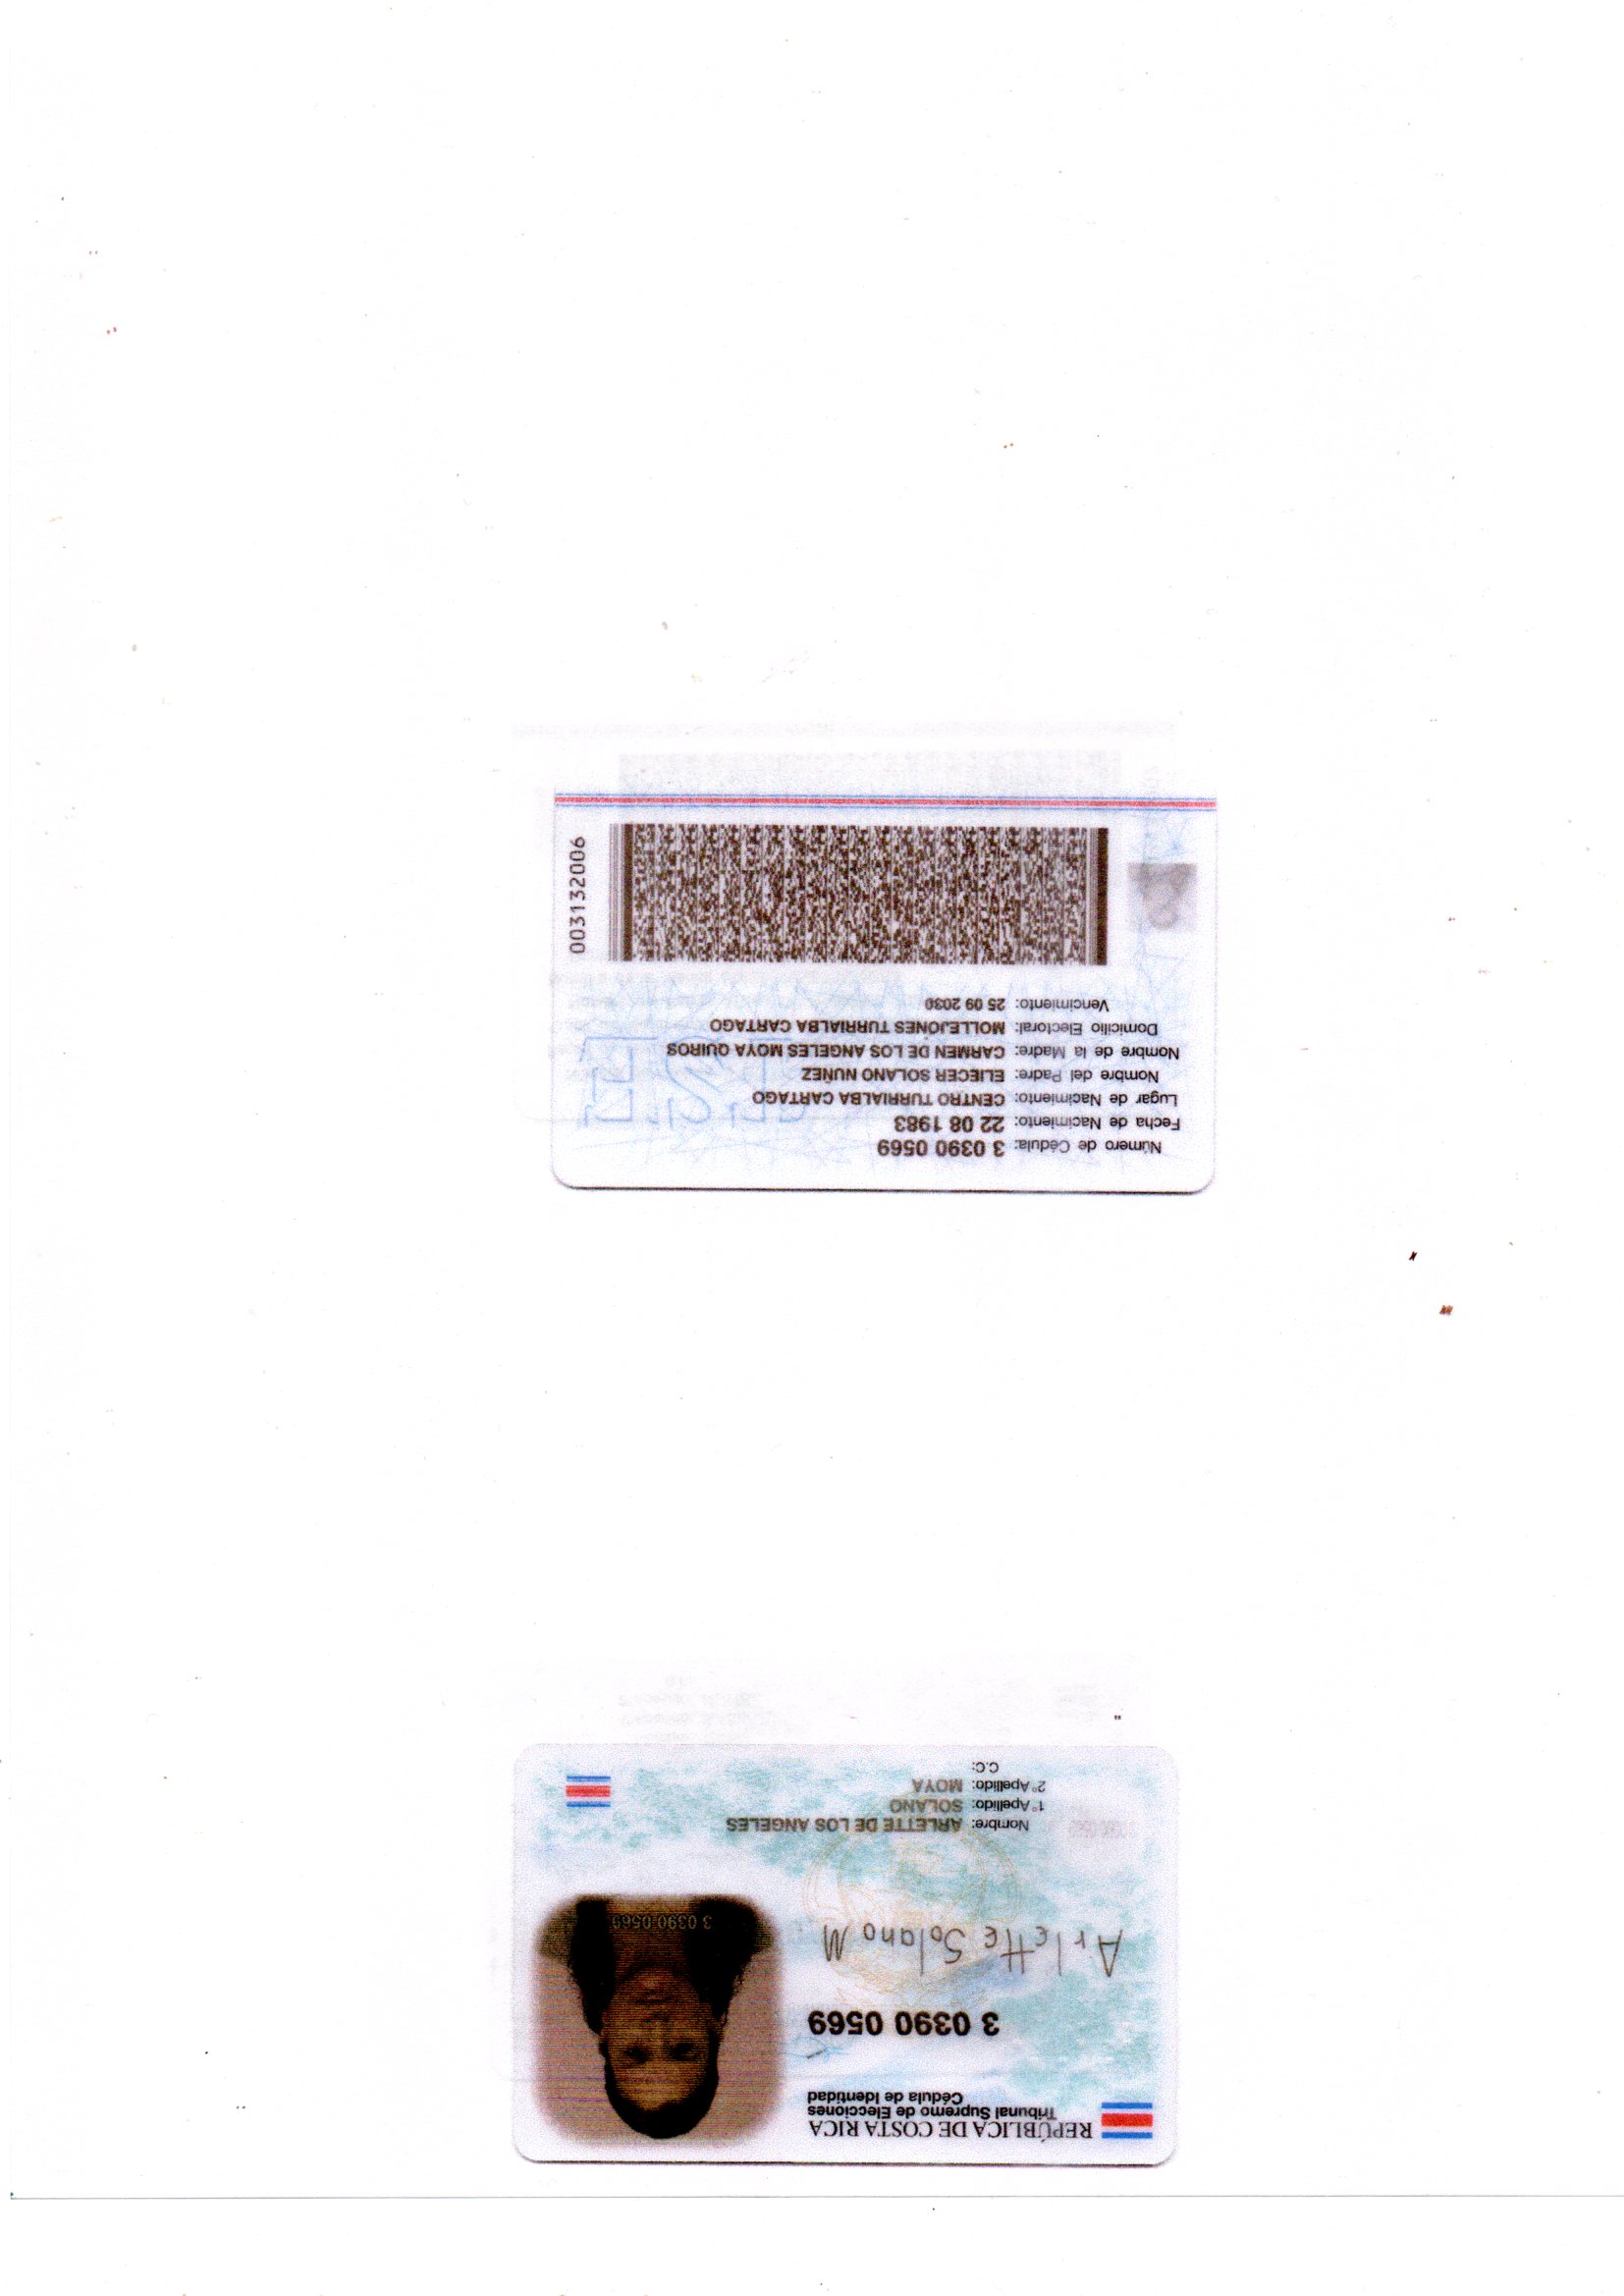 REPÚBLICA DE COSTA RICA
Tribunal Supremo de Elecciones
Cédula de Identidad
3 0390 0569
Arlette Solano M
3 0390 0569
Nombre: ARLETTE DE LOS ANGELES
1° Apellido: SOLANO
2° Apellido: MOYA
C.C:
Número de Cédula: 3 0390 0569
Fecha de Nacimiento: 22 08 1983
Lugar de Nacimiento: CENTRO TURRIALBA CARTAGO
Nombre del Padre: ELIECER SOLANO NUÑEZ
Nombre de la Madre: CARMEN DE LOS ANGELES MOYA QUIROS
Domicilio Electoral: MOLLEJONES TURRIALBA CARTAGO
Vencimiento: 25 09 2030
TSE
003132006